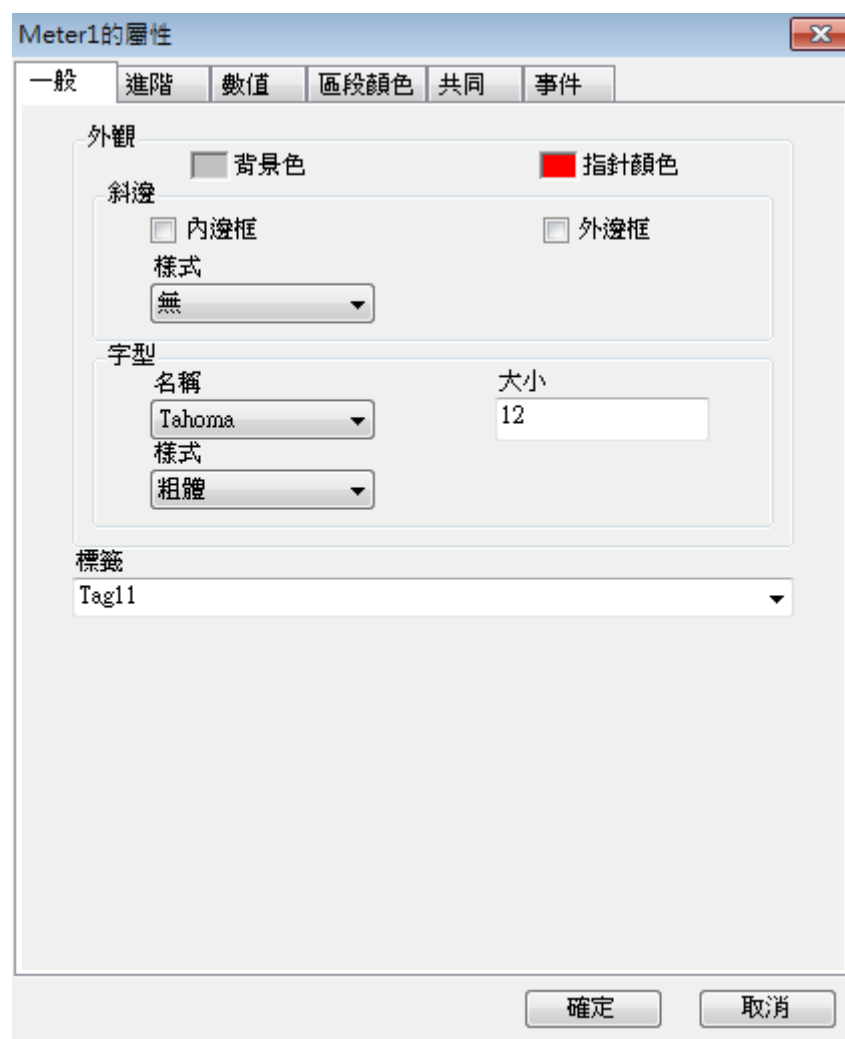 Meter1的屬性
一般 進階 數值 區段顏色 共同 事件
外觀
背景色 指針顏色
斜邊
內邊框 外邊框
樣式
無
字型
名稱 大小
Tahoma 12
樣式
粗體
標籤
Tag11
確定 取消